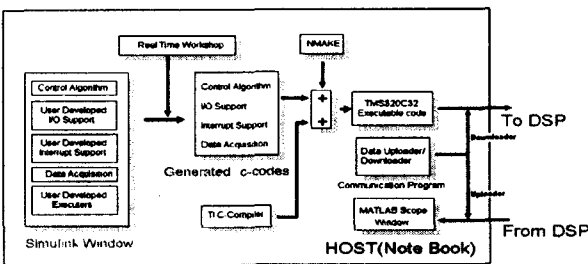 Real Time Workshop
NMAKE
Control Algorithm
User Developed
I/O Support
User Developed
Interrupt Support
Data Acquisition
User Developed
Executers
Simulink Window
Control Algorithm
I/O Support
Interrupt Support
Data Acquisition
Generated c-codes
+
+
TI C-Compiler
TMS320C32
Executable code
Data Uploader/
Downloader
Communication Program
MATLAB Scope
Window
HOST(Note Book)
To DSP
Downloader
Uploader
From DSP